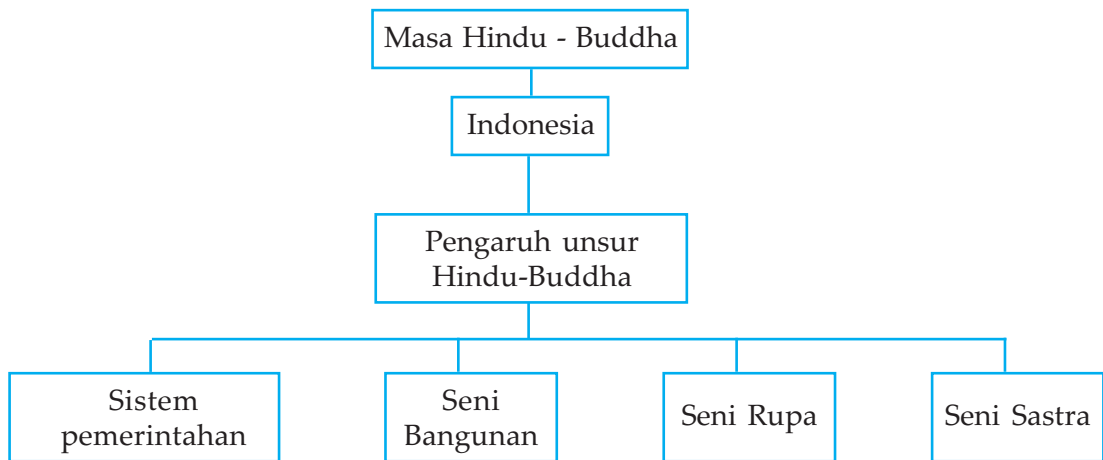 Masa Hindu - Buddha
Indonesia
Pengaruh unsur
Hindu-Buddha
Sistem
pemerintahan
Seni
Bangunan
Seni Rupa
Seni Sastra